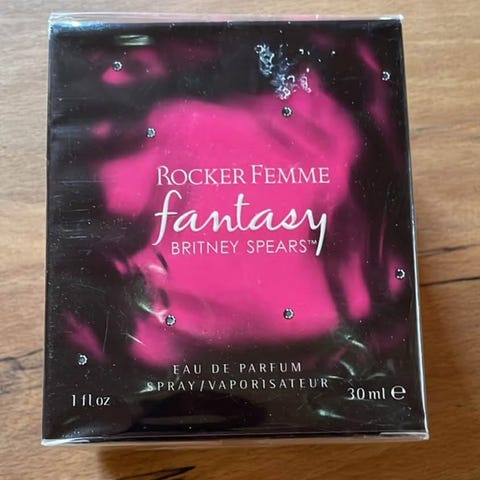 ROCKER FEMME
fantasy
BRITNEY SPEARS™
EAU DE PARFUM
SPRAY/VAPORISATEUR
1 fl oz 30 ml ℮